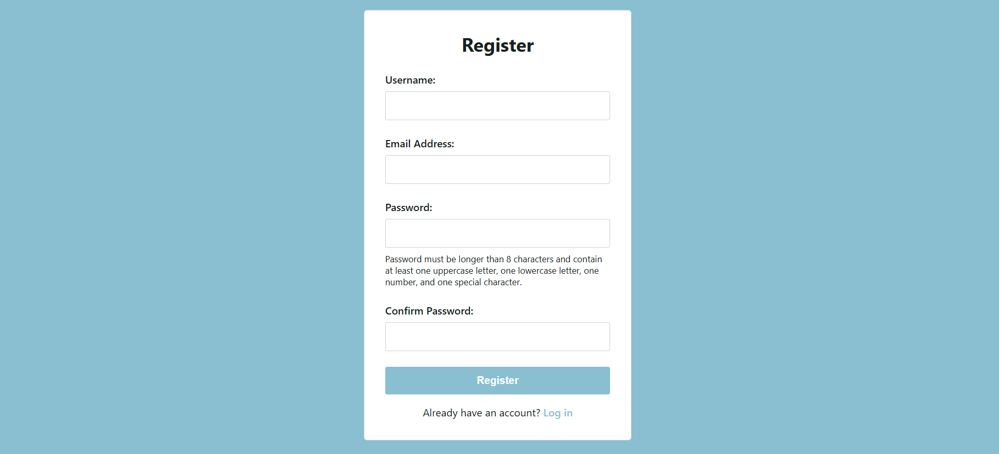 Register
Username:
Email Address:
Password:
Password must be longer than 8 characters and contain
at least one uppercase letter, one lowercase letter, one
number, and one special character.
Confirm Password:
Register
Already have an account? Log in